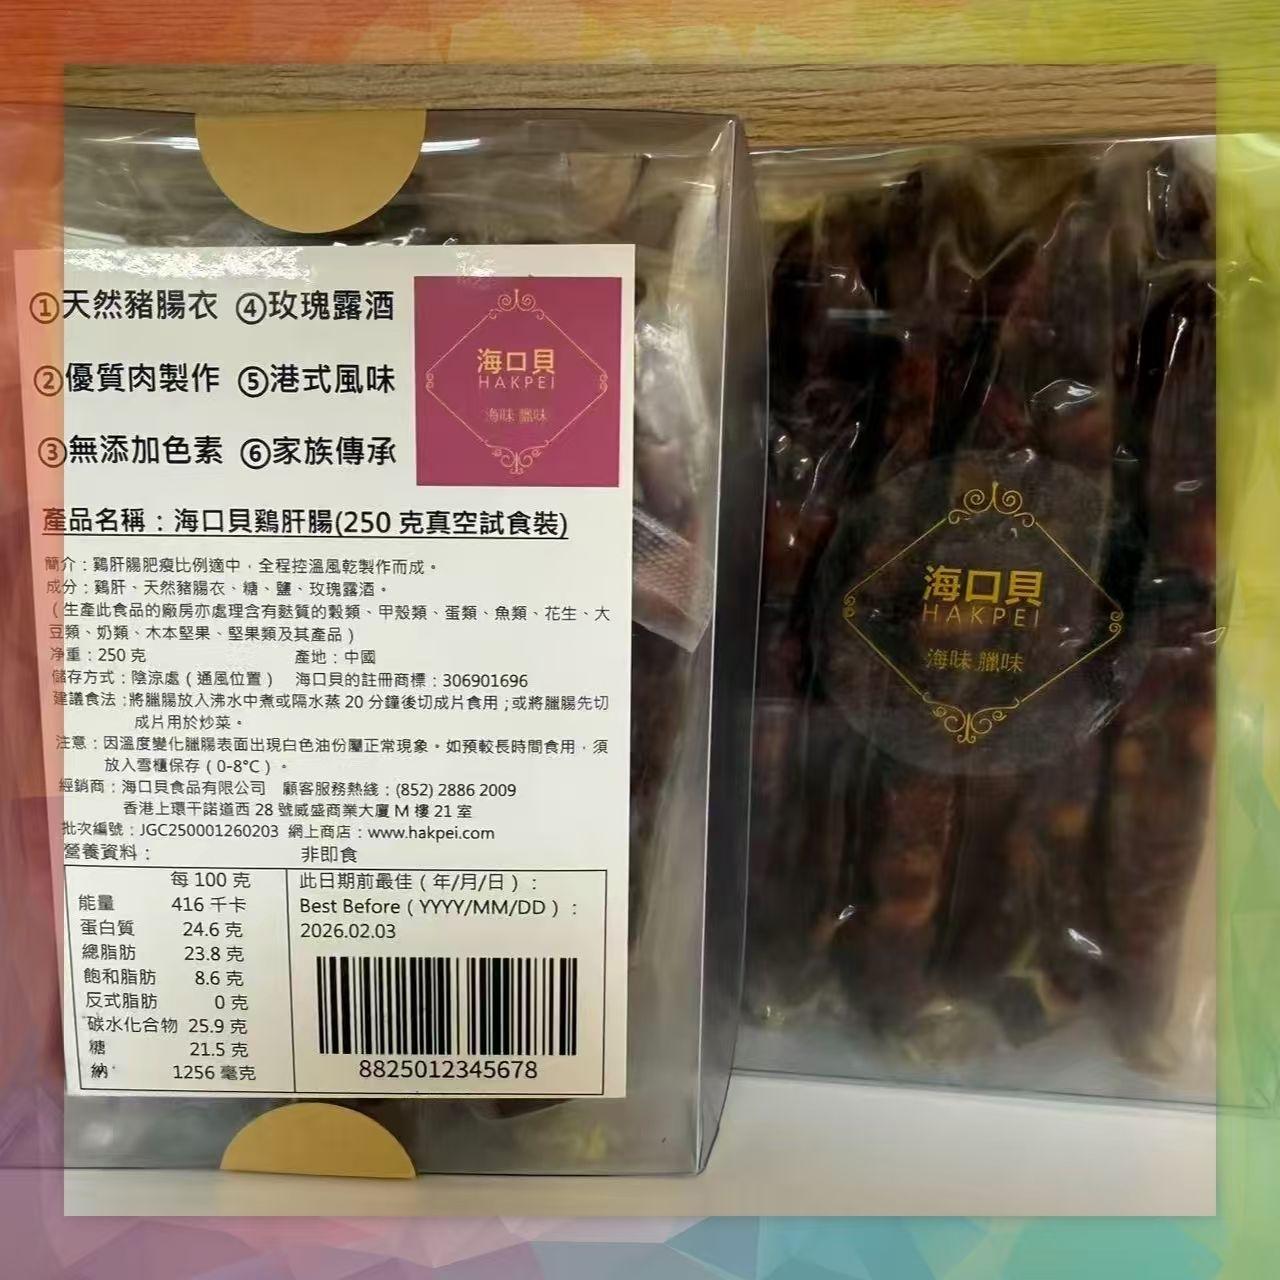 ①天然豬腸衣 ④玫瑰露酒
②優質肉製作 ⑤港式風味
③無添加色素 ⑥家族傳承
海口貝
HAKPEI
海味 臘味
產品名稱：海口貝鷄肝腸(250 克真空試食裝)
簡介：鷄肝腸肥瘦比例適中，全程控溫風乾製作而成。
成分：鷄肝、天然豬腸衣、糖、鹽、玫瑰露酒。
（生產此食品的廠房亦處理含有麩質的穀類、甲殼類、蛋類、魚類、花生、大
豆類、奶類、木本堅果、堅果類及其產品）
净重：250 克 產地：中國
儲存方式：陰涼處（通風位置） 海口貝的註冊商標：306901696
建議食法：將臘腸放入沸水中煮或隔水蒸 20 分鐘後切成片食用；或將臘腸先切
成片用於炒菜。
注意：因溫度變化臘腸表面出現白色油份屬正常現象。如預較長時間食用，須
放入雪櫃保存（0-8°C）。
經銷商：海口貝食品有限公司 顧客服務熱綫：(852) 2886 2009
香港上環干諾道西 28 號威盛商業大廈 M 樓 21 室
批次編號：JGC250001260203 網上商店：www.hakpei.com
營養資料： 非即食
每 100 克
能量 416 千卡
蛋白質 24.6 克
總脂肪 23.8 克
飽和脂肪 8.6 克
反式脂肪 0 克
碳水化合物 25.9 克
糖 21.5 克
納 1256 毫克
此日期前最佳（年/月/日）：
Best Before（YYYY/MM/DD）：
2026.02.03
8825012345678
海口貝
HAKPEI
海味 臘味